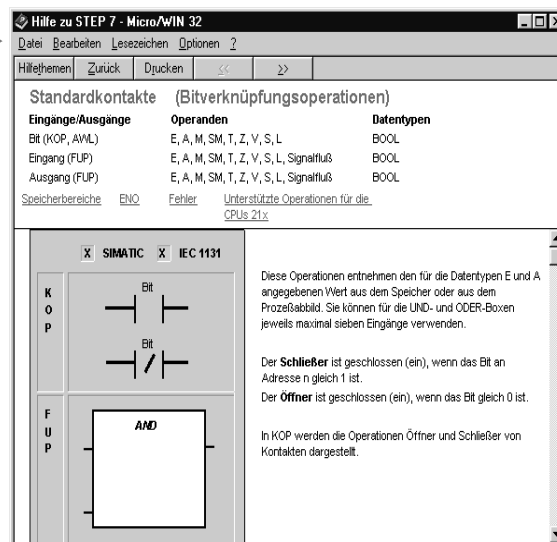 Hilfe zu STEP 7 - Micro/WIN 32
Datei Bearbeiten Lesezeichen Optionen ?
Hilfethemen Zurück Drucken << >>
Standardkontakte (Bitverknüpfungsoperationen)
Eingänge/Ausgänge Operanden Datentypen
Bit (KOP, AWL) E, A, M, SM, T, Z, V, S, L BOOL
Eingang (FUP) E, A, M, SM, T, Z, V, S, L, Signalfluß BOOL
Ausgang (FUP) E, A, M, SM, T, Z, V, S, L, Signalfluß BOOL
Speicherbereiche ENO Fehler Unterstützte Operationen für die
CPUs 21x
X SIMATIC X IEC 1131
KOP
Bit
Bit
FUP
AND
Diese Operationen entnehmen den für die Datentypen E und A
angegebenen Wert aus dem Speicher oder aus dem
Prozeßabbild. Sie können für die UND- und ODER-Boxen
jeweils maximal sieben Eingänge verwenden.
Der Schließer ist geschlossen (ein), wenn das Bit an
Adresse n gleich 1 ist.
Der Öffner ist geschlossen (ein), wenn das Bit gleich 0 ist.
In KOP werden die Operationen Öffner und Schließer von
Kontakten dargestellt.